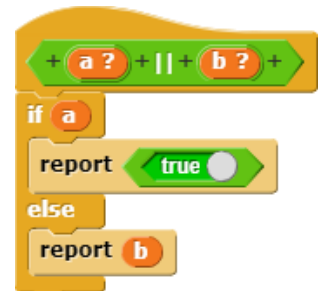 + a ? + || + b ? +
if a
report true
else
report b